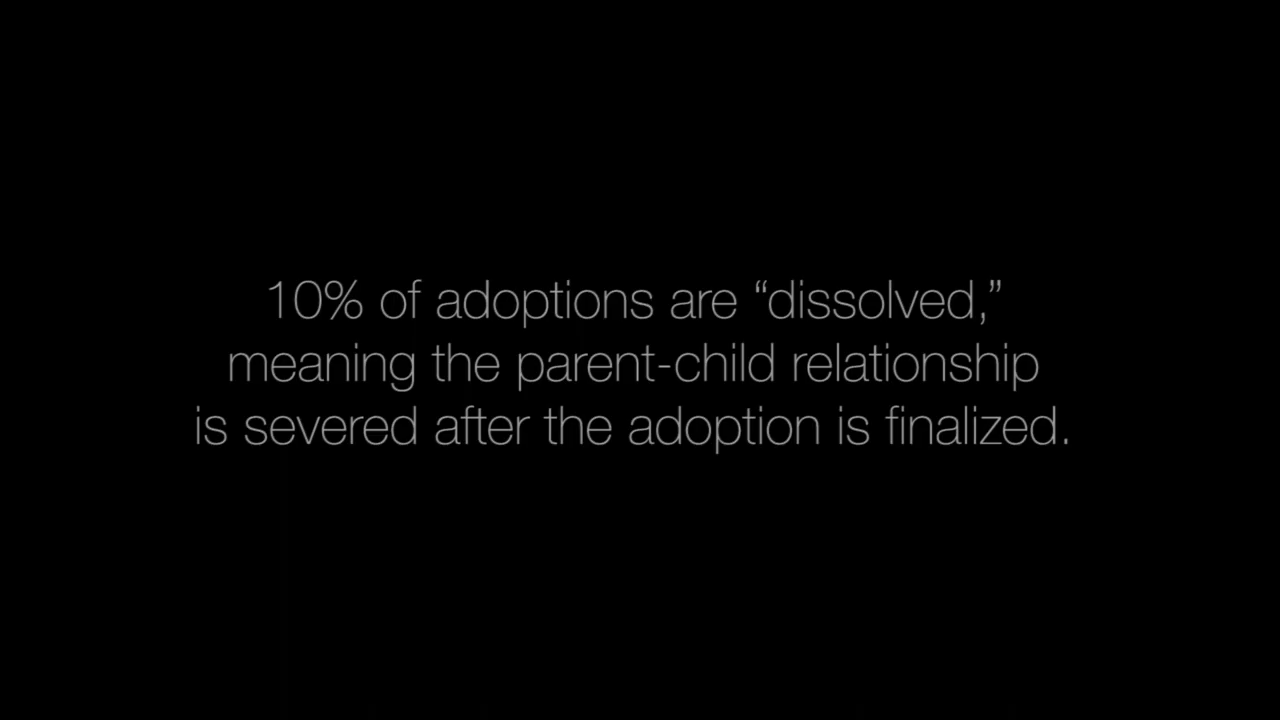 10% of adoptions are “dissolved,”
meaning the parent-child relationship
is severed after the adoption is finalized.